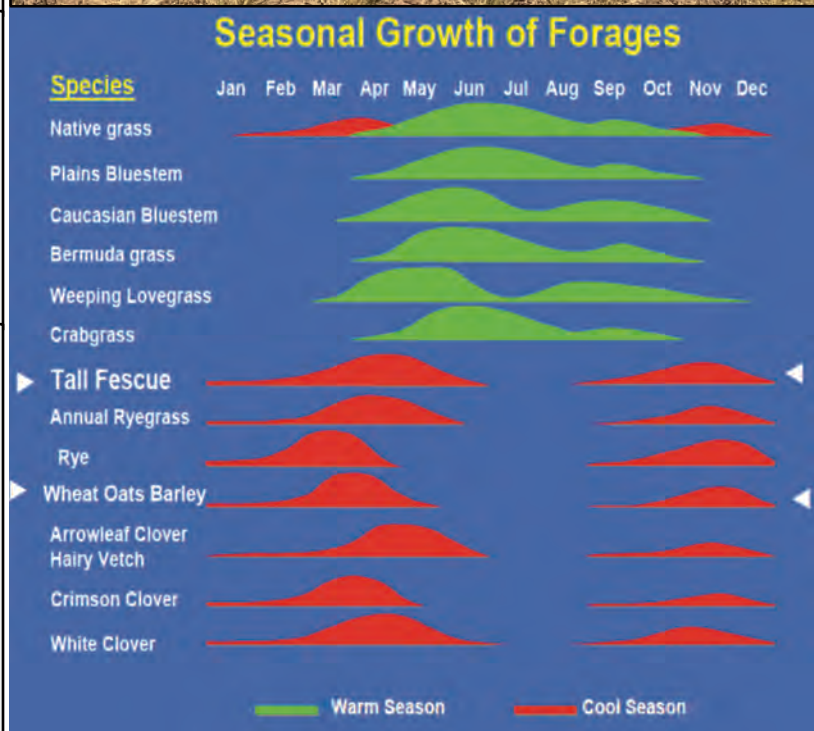 Seasonal Growth of Forages
Species Jan Feb Mar Apr May Jun Jul Aug Sep Oct Nov Dec
Native grass
Plains Bluestem
Caucasian Bluestem
Bermuda grass
Weeping Lovegrass
Crabgrass
Tall Fescue
Annual Ryegrass
Rye
Wheat Oats Barley
Arrowleaf Clover
Hairy Vetch
Crimson Clover
White Clover
Warm Season Cool Season